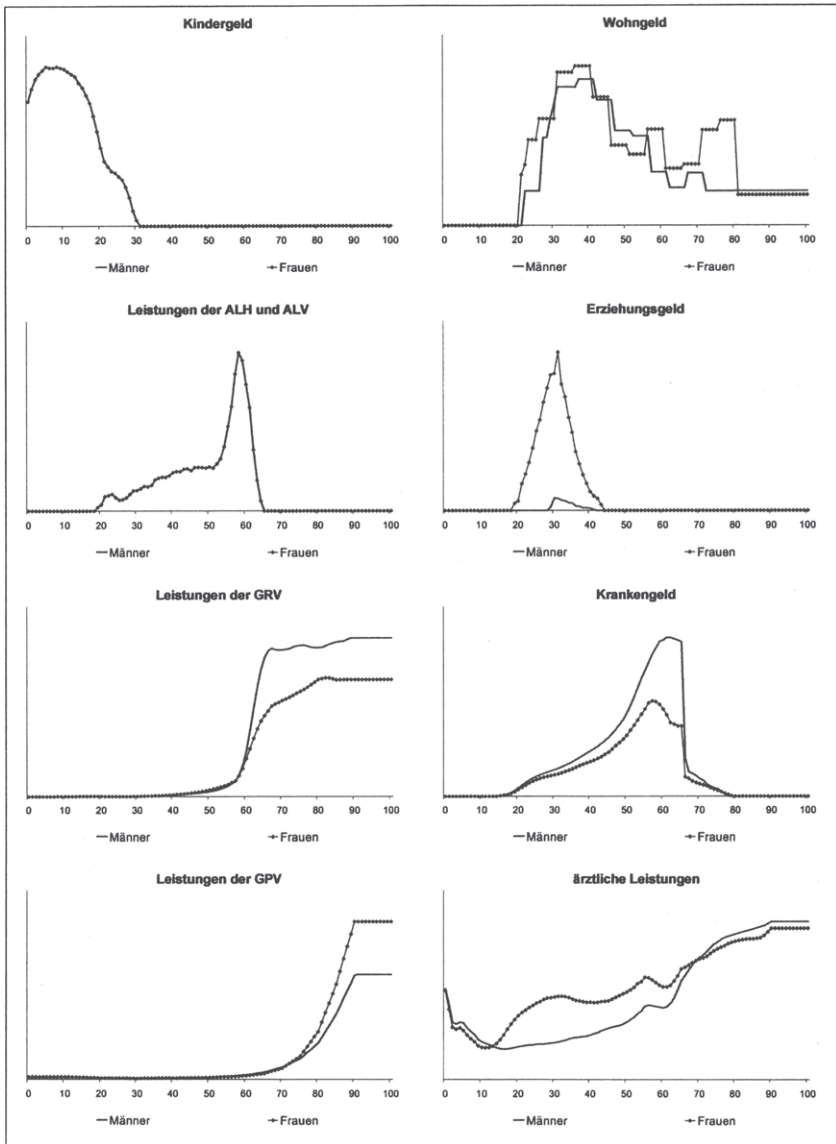 Kindergeld
0 10 20 30 40 50 60 70 80 90 100
Männer Frauen
Wohngeld
0 10 20 30 40 50 60 70 80 90 100
Männer Frauen
Leistungen der ALH und ALV
0 10 20 30 40 50 60 70 80 90 100
Männer Frauen
Erziehungsgeld
0 10 20 30 40 50 60 70 80 90 100
Männer Frauen
Leistungen der GRV
0 10 20 30 40 50 60 70 80 90 100
Männer Frauen
Krankengeld
0 10 20 30 40 50 60 70 80 90 100
Männer Frauen
Leistungen der GPV
0 10 20 30 40 50 60 70 80 90 100
Männer Frauen
ärztliche Leistungen
0 10 20 30 40 50 60 70 80 90 100
Männer Frauen